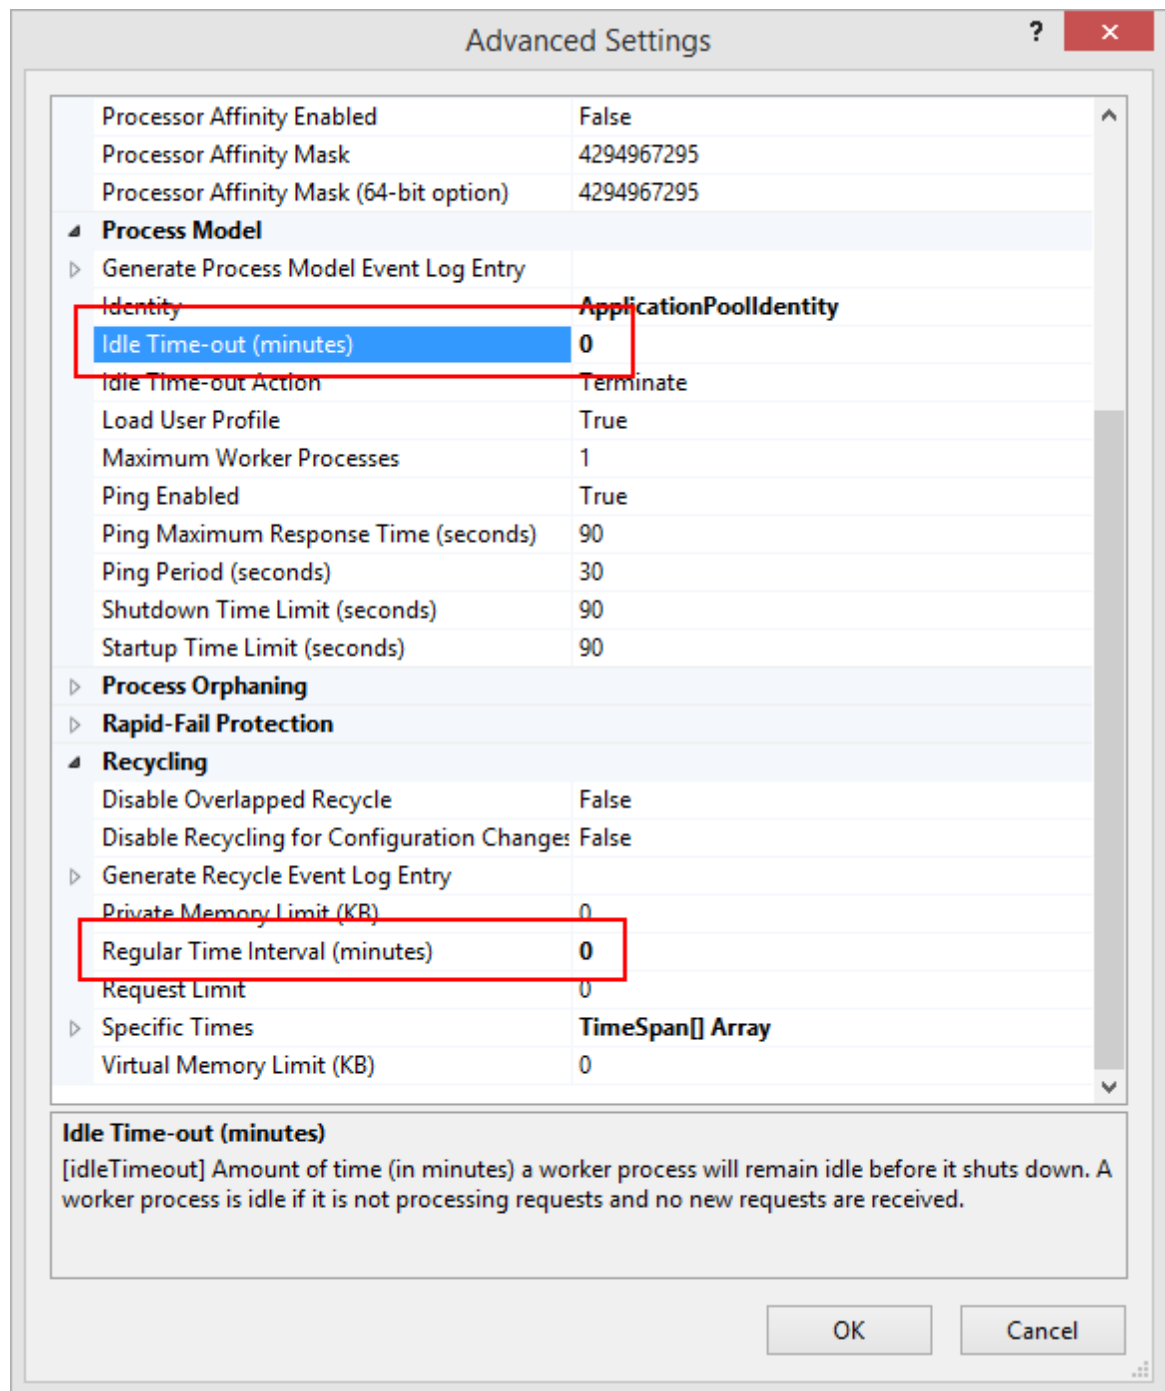 Advanced Settings ? ×
Processor Affinity Enabled False
Processor Affinity Mask 4294967295
Processor Affinity Mask (64-bit option) 4294967295
Process Model
Generate Process Model Event Log Entry
Identity ApplicationPoolIdentity
Idle Time-out (minutes) 0
Idle Time-out Action Terminate
Load User Profile True
Maximum Worker Processes 1
Ping Enabled True
Ping Maximum Response Time (seconds) 90
Ping Period (seconds) 30
Shutdown Time Limit (seconds) 90
Startup Time Limit (seconds) 90
Process Orphaning
Rapid-Fail Protection
Recycling
Disable Overlapped Recycle False
Disable Recycling for Configuration Changes False
Generate Recycle Event Log Entry
Private Memory Limit (KB) 0
Regular Time Interval (minutes) 0
Request Limit 0
Specific Times TimeSpan[] Array
Virtual Memory Limit (KB) 0
Idle Time-out (minutes)
[idleTimeout] Amount of time (in minutes) a worker process will remain idle before it shuts down. A
worker process is idle if it is not processing requests and no new requests are received.
OK Cancel